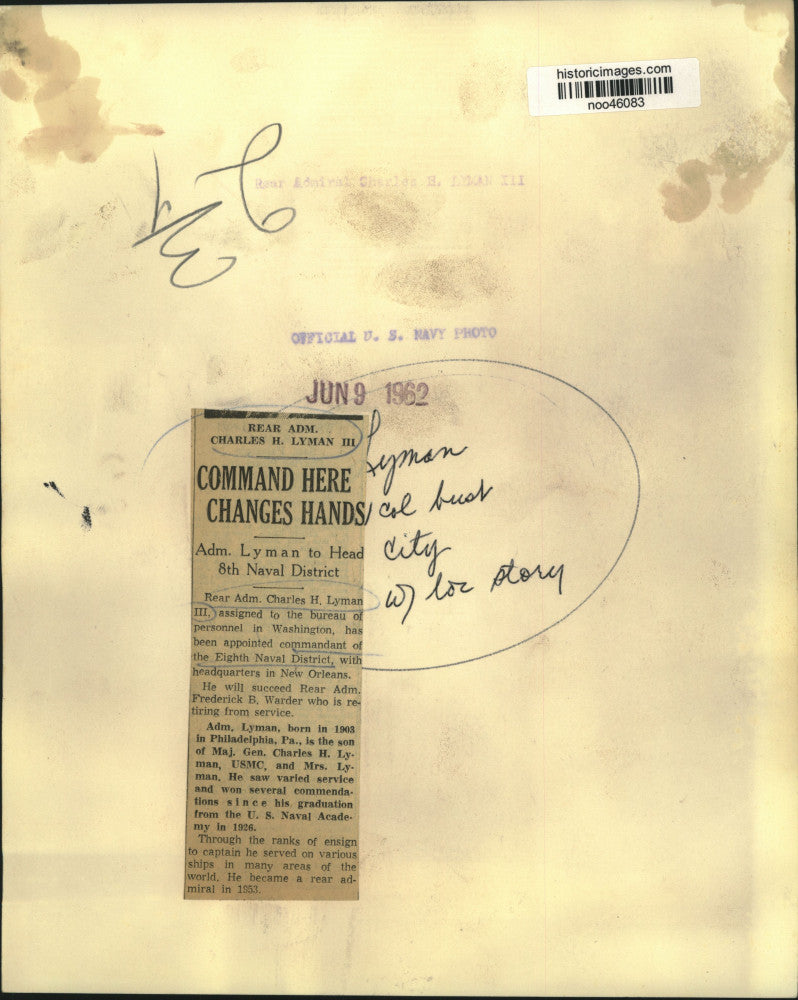 historicimages.com
noo46083
Rear Admiral Charles H. LYMAN III
OFFICIAL U. S. NAVY PHOTO
JUN 9 1962
REAR ADM.
CHARLES H. LYMAN III
COMMAND HERE
CHANGES HANDS
Adm. Lyman to Head
8th Naval District
Rear Adm. Charles H. Lyman
III, assigned to the bureau of
personnel in Washington, has
been appointed commandant of
the Eighth Naval District, with
headquarters in New Orleans.
He will succeed Rear Adm.
Frederick B. Warder who is re-
tiring from service.
Adm. Lyman, born in 1903
in Philadelphia, Pa., is the son
of Maj. Gen. Charles H. Ly-
man, USMC, and Mrs. Ly-
man. He saw varied service
and won several commenda-
tions since his graduation
from the U. S. Naval Acade-
my in 1926.
Through the ranks of ensign
to captain he served on various
ships in many areas of the
world. He became a rear ad-
miral in 1953.
Lyman
col bust
city
w/ loc story